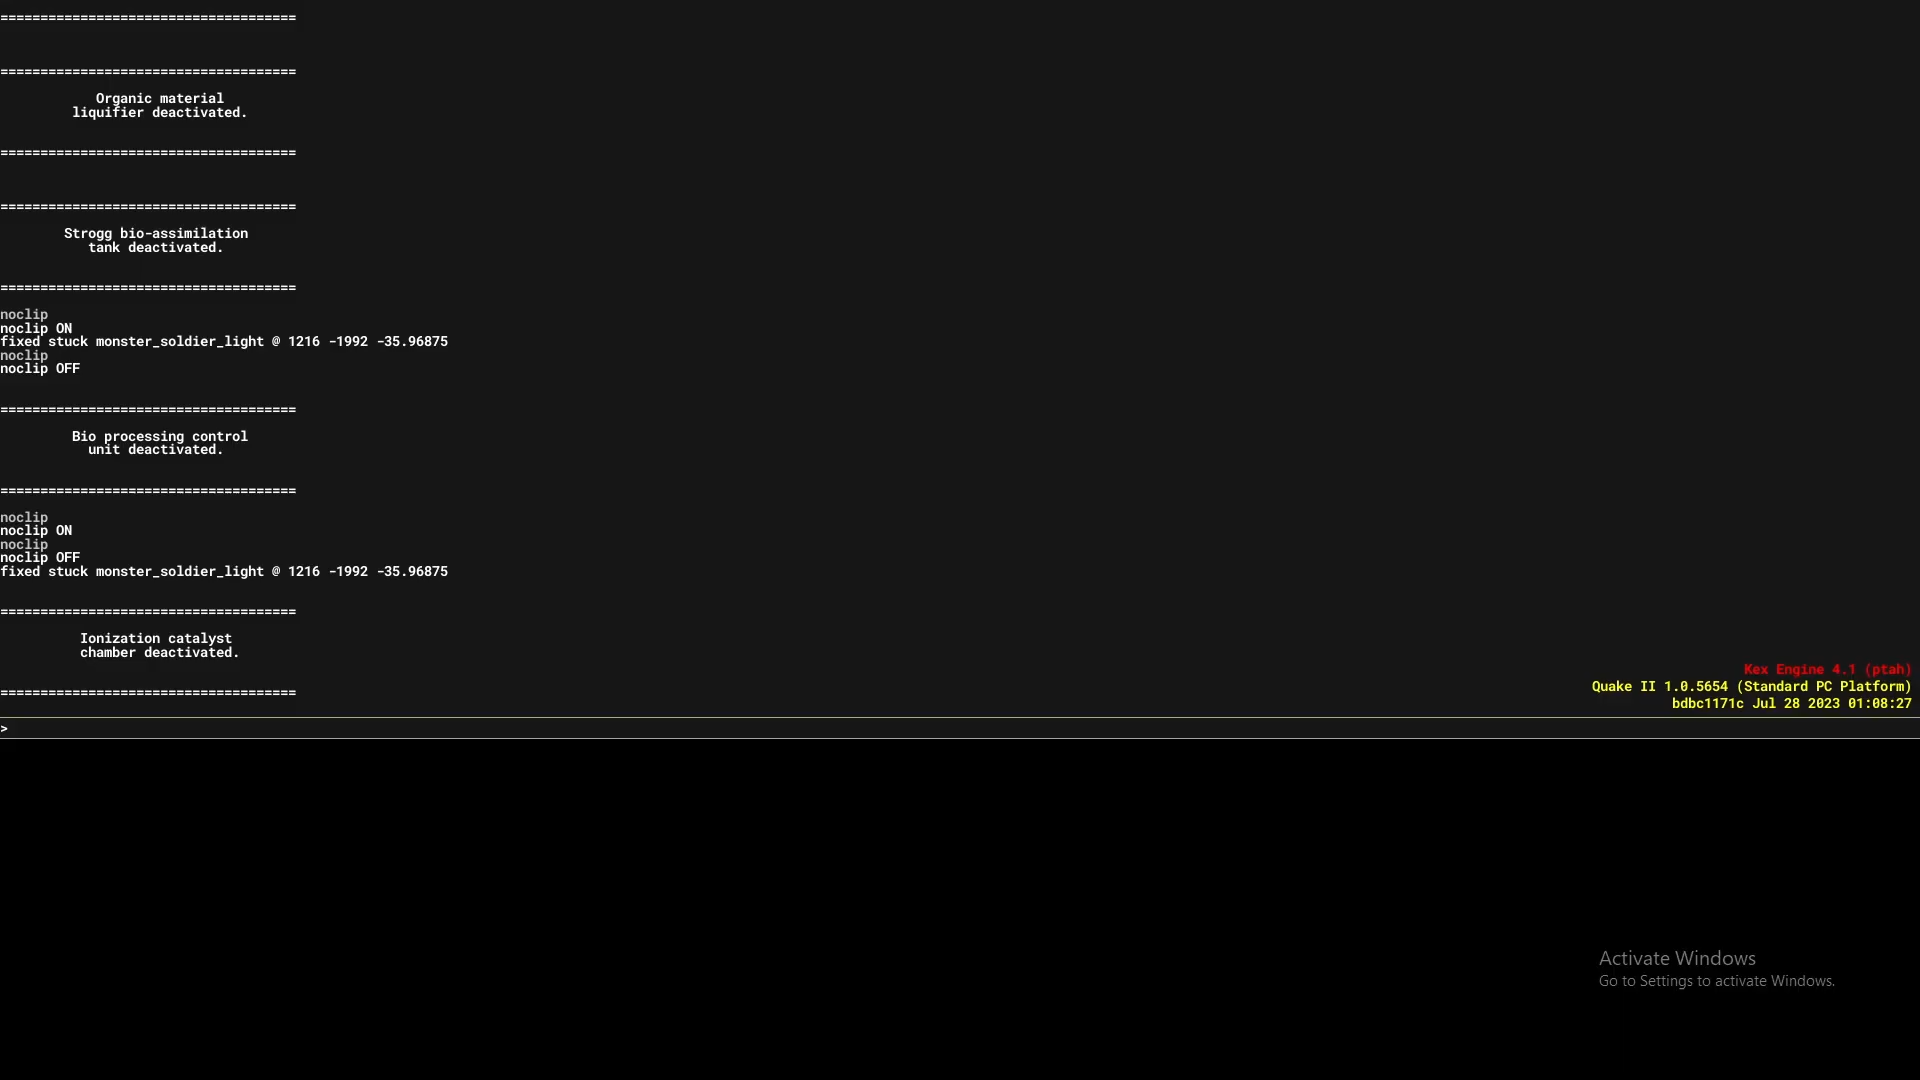 =====================================
=====================================
Organic material
liquifier deactivated.
=====================================
=====================================
Strogg bio-assimilation
tank deactivated.
=====================================
noclip
noclip ON
fixed stuck monster_soldier_light @ 1216 -1992 -35.96875
noclip
noclip OFF
=====================================
Bio processing control
unit deactivated.
=====================================
noclip
noclip ON
noclip
noclip OFF
fixed stuck monster_soldier_light @ 1216 -1992 -35.96875
=====================================
Ionization catalyst
chamber deactivated.
=====================================
Kex Engine 4.1 (ptah)
Quake II 1.0.5654 (Standard PC Platform)
bdbc1171c Jul 28 2023 01:08:27
>
Activate Windows
Go to Settings to activate Windows.